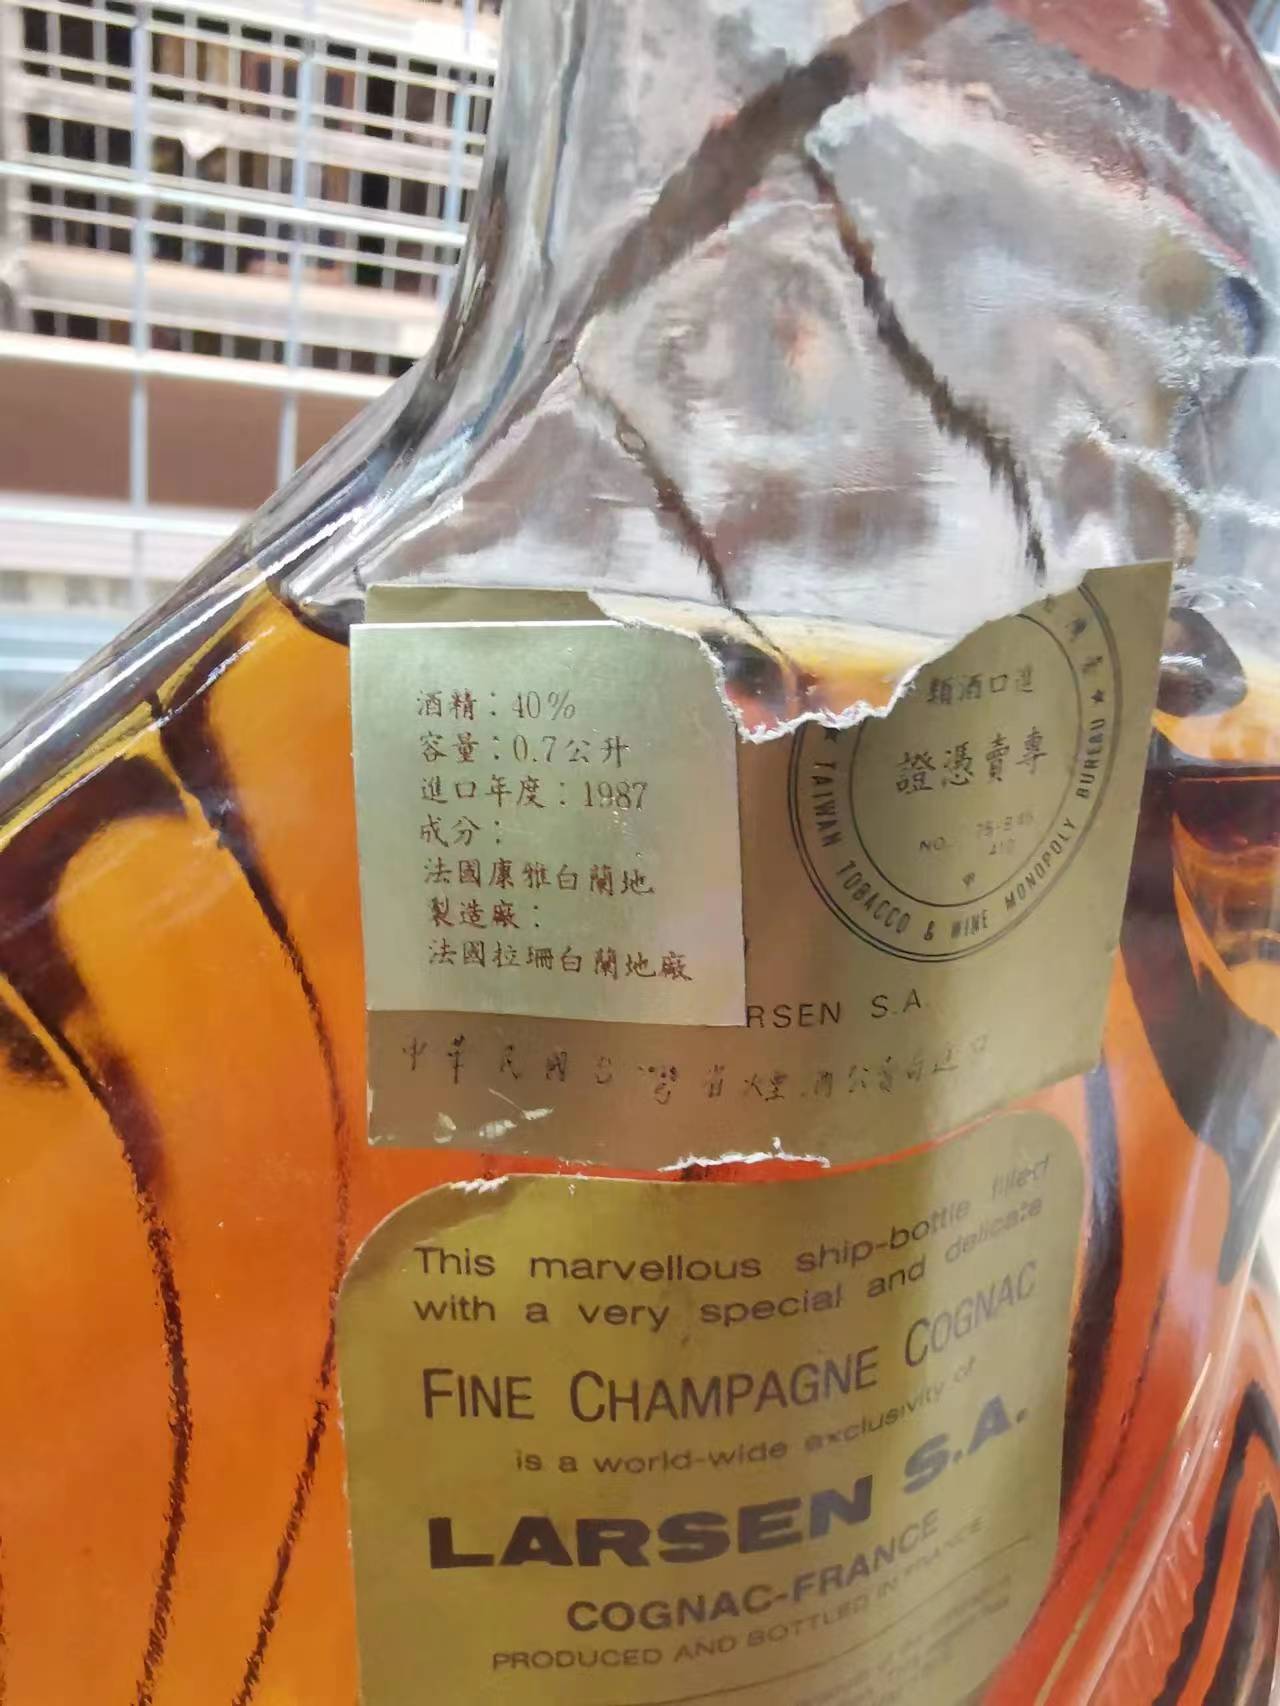 酒精：40%
容量：0.7公升
進口年度：1987
成分：
法國康雅白蘭地
製造廠：
法國拉珊白蘭地廠
類酒口進
證憑賣專
NO.
TAIWAN TOBACCO & WINE MONOPOLY BUREAU
RSEN S.A.
中華民國台灣省菸酒公賣局進口
This marvellous ship-bottle filled
with a very special and delicate
FINE CHAMPAGNE COGNAC
is a world-wide exclusivity of
LARSEN S.A.
COGNAC-FRANCE
PRODUCED AND BOTTLED IN FRANCE